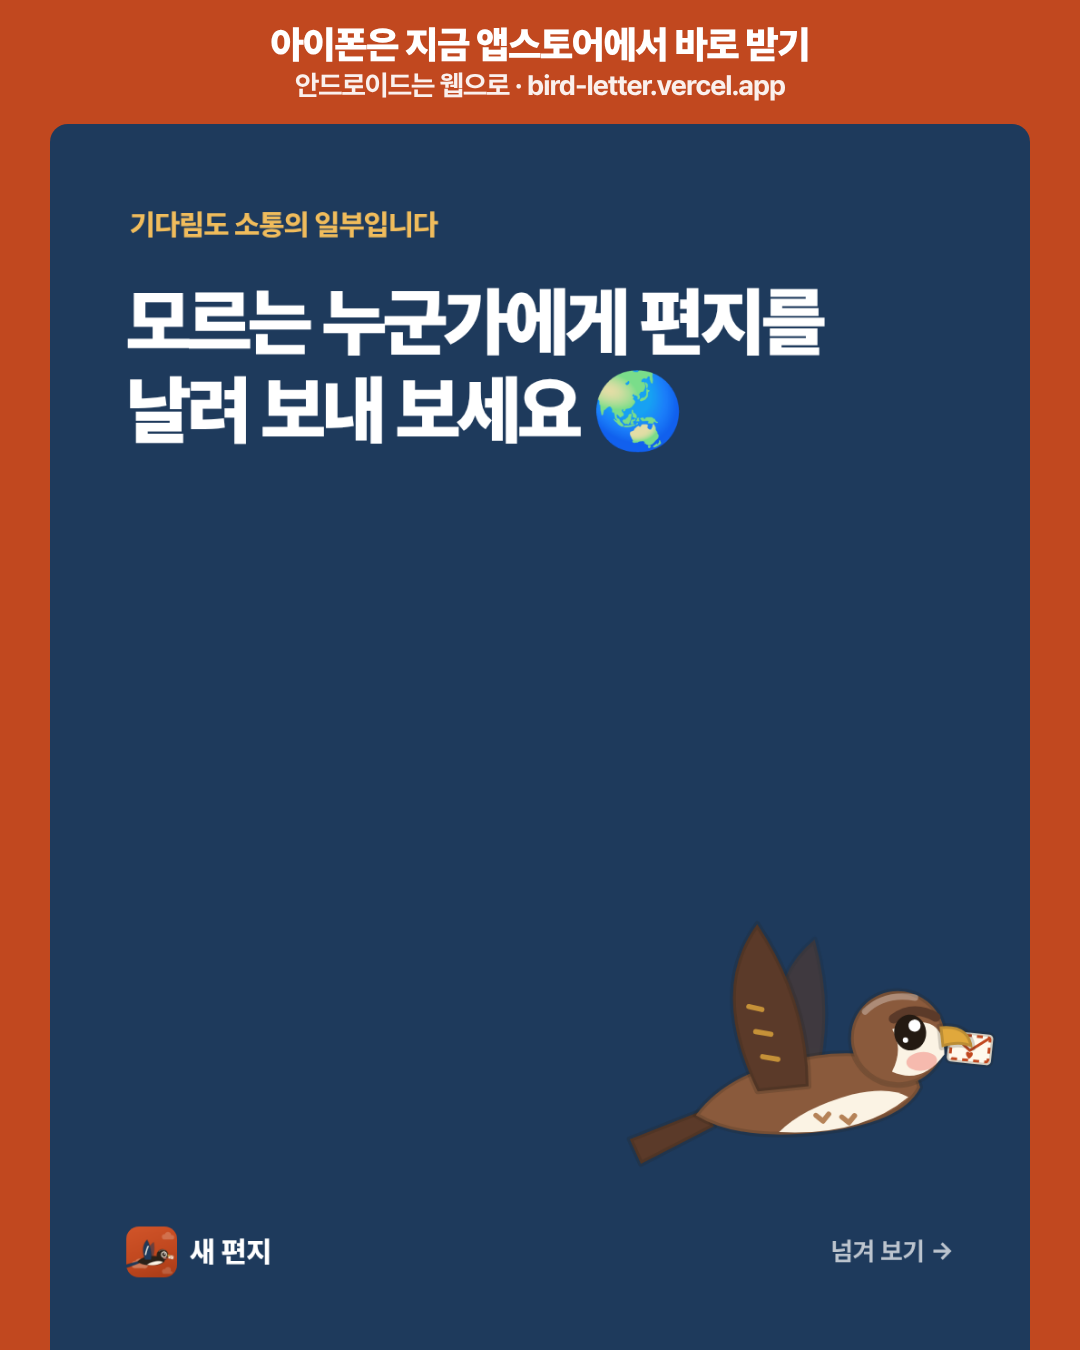 아이폰은 지금 앱스토어에서 바로 받기
안드로이드는 웹으로 · bird-letter.vercel.app
기다림도 소통의 일부입니다
모르는 누군가에게 편지를
날려 보내 보세요 🌏
새 편지
넘겨 보기 →